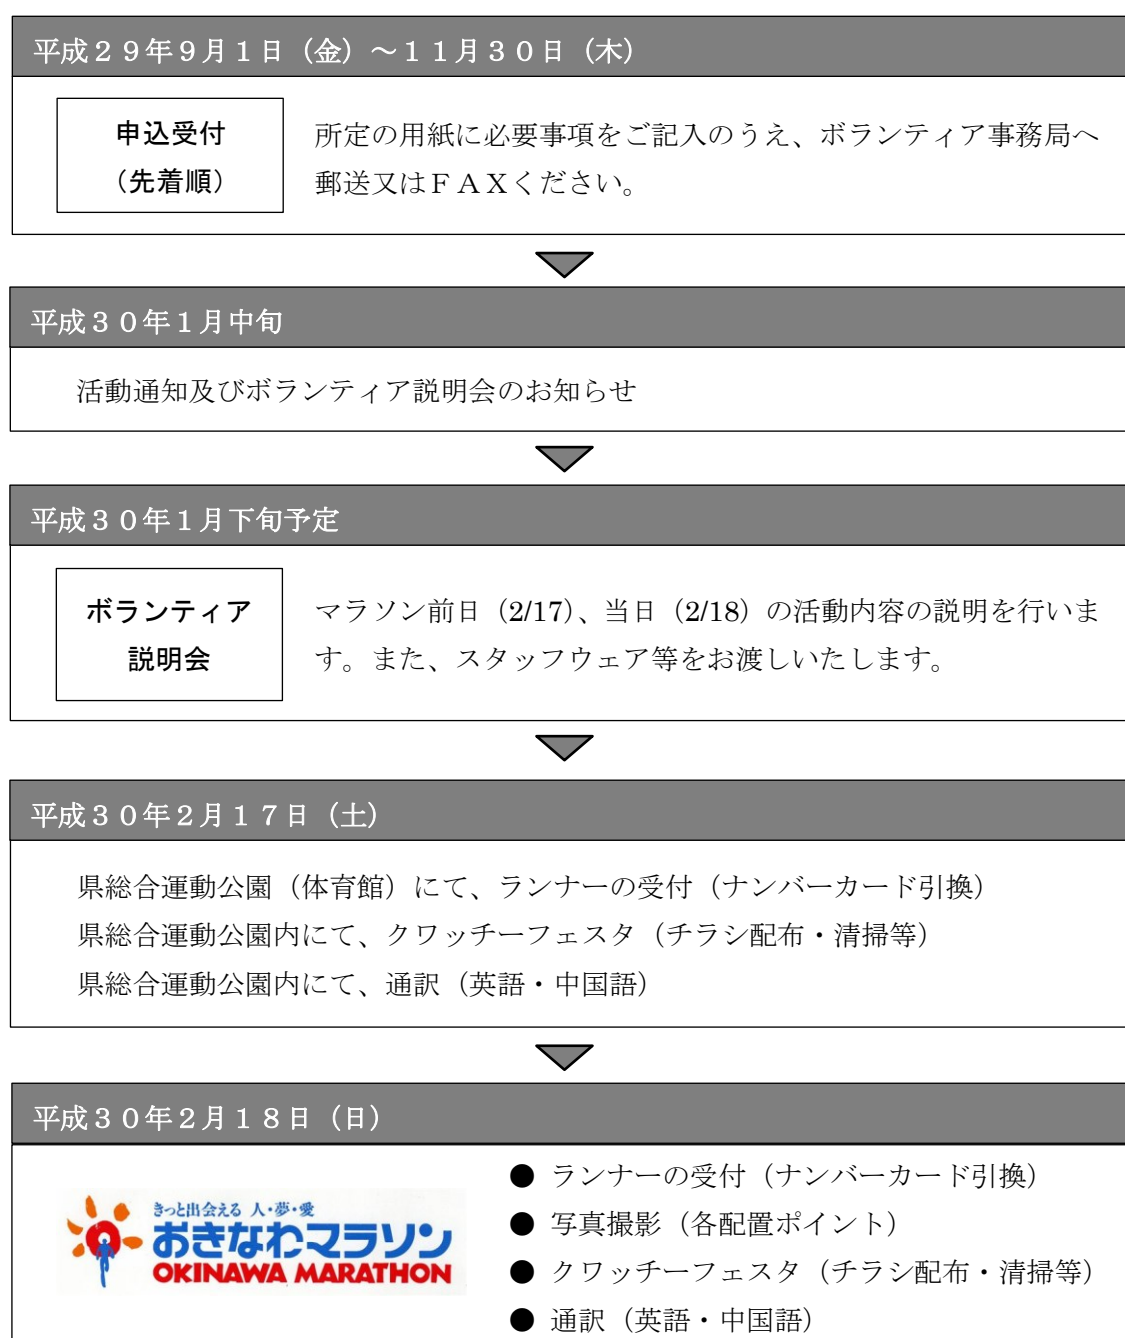 平成２９年９月１日（金）～１１月３０日（木）
申込受付
（先着順）
所定の用紙に必要事項をご記入のうえ、ボランティア事務局へ
郵送又はＦＡＸください。
平成３０年１月中旬
活動通知及びボランティア説明会のお知らせ
平成３０年１月下旬予定
ボランティア
説明会
マラソン前日（2/17）、当日（2/18）の活動内容の説明を行いま
す。また、スタッフウェア等をお渡しいたします。
平成３０年２月１７日（土）
県総合運動公園（体育館）にて、ランナーの受付（ナンバーカード引換）
県総合運動公園内にて、クワッチーフェスタ（チラシ配布・清掃等）
県総合運動公園内にて、通訳（英語・中国語）
平成３０年２月１８日（日）
きっと出会える 人・夢・愛
おきなわマラソン
OKINAWA MARATHON
● ランナーの受付（ナンバーカード引換）
● 写真撮影（各配置ポイント）
● クワッチーフェスタ（チラシ配布・清掃等）
● 通訳（英語・中国語）